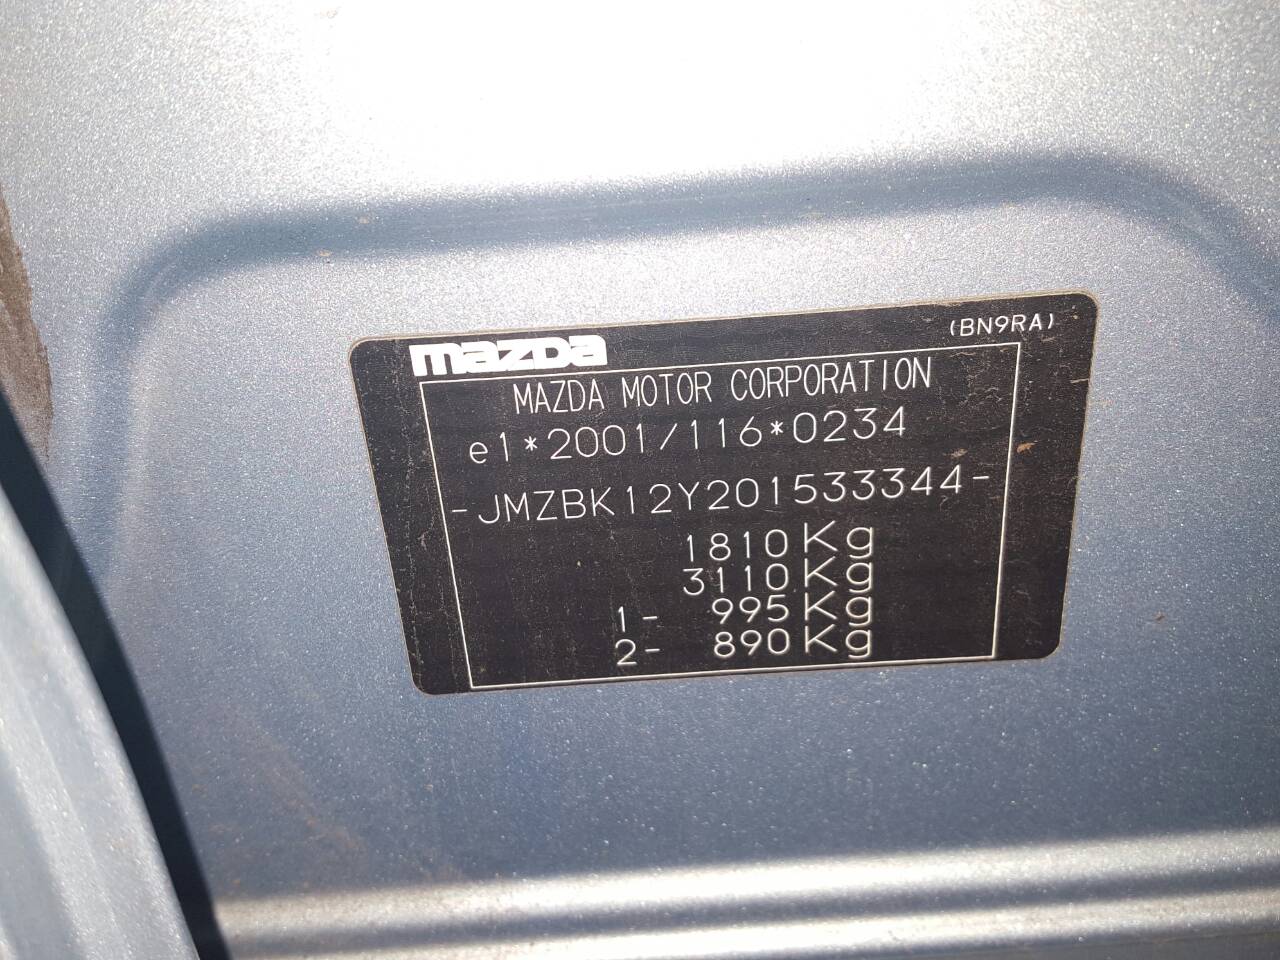 (BN9RA)
mazda
MAZDA MOTOR CORPORATION
e1*2001/116*0234
-JMZBK12Y201533344-
1810Kg
3110Kg
1- 995Kg
2- 890Kg